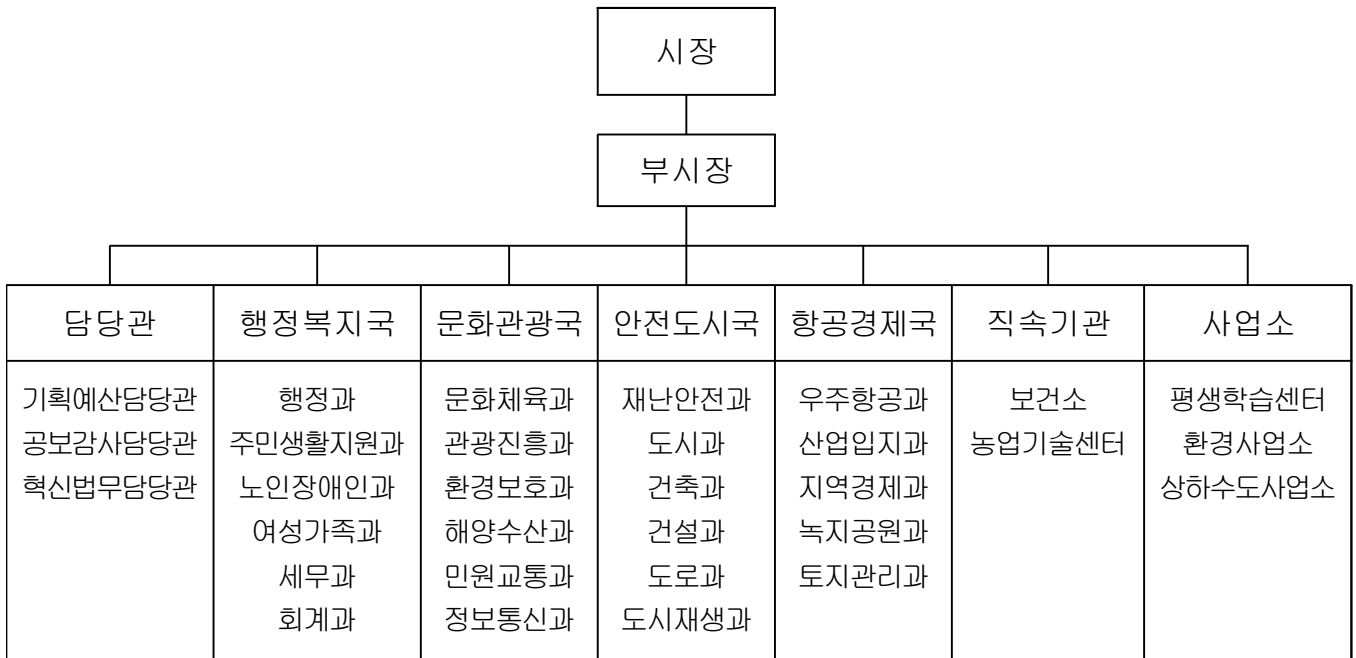 시장
부시장
담당관 행정복지국 문화관광국 안전도시국 항공경제국 직속기관 사업소
기획예산담당관 행정과 문화체육과 재난안전과 우주항공과 보건소 평생학습센터
공보감사담당관 주민생활지원과 관광진흥과 도시과 산업입지과 농업기술센터 환경사업소
혁신법무담당관 노인장애인과 환경보호과 건축과 지역경제과 상하수도사업소
여성가족과 해양수산과 건설과 녹지공원과
세무과 민원교통과 도로과 토지관리과
회계과 정보통신과 도시재생과